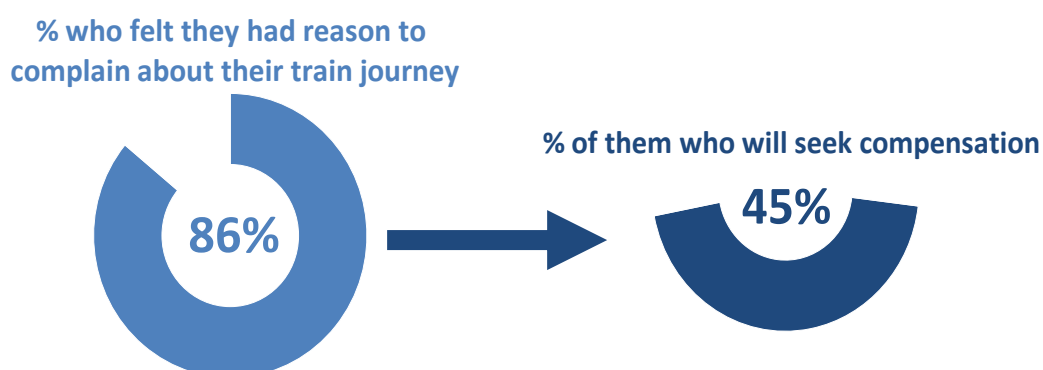 % who felt they had reason to
complain about their train journey
86%
% of them who will seek compensation
45%